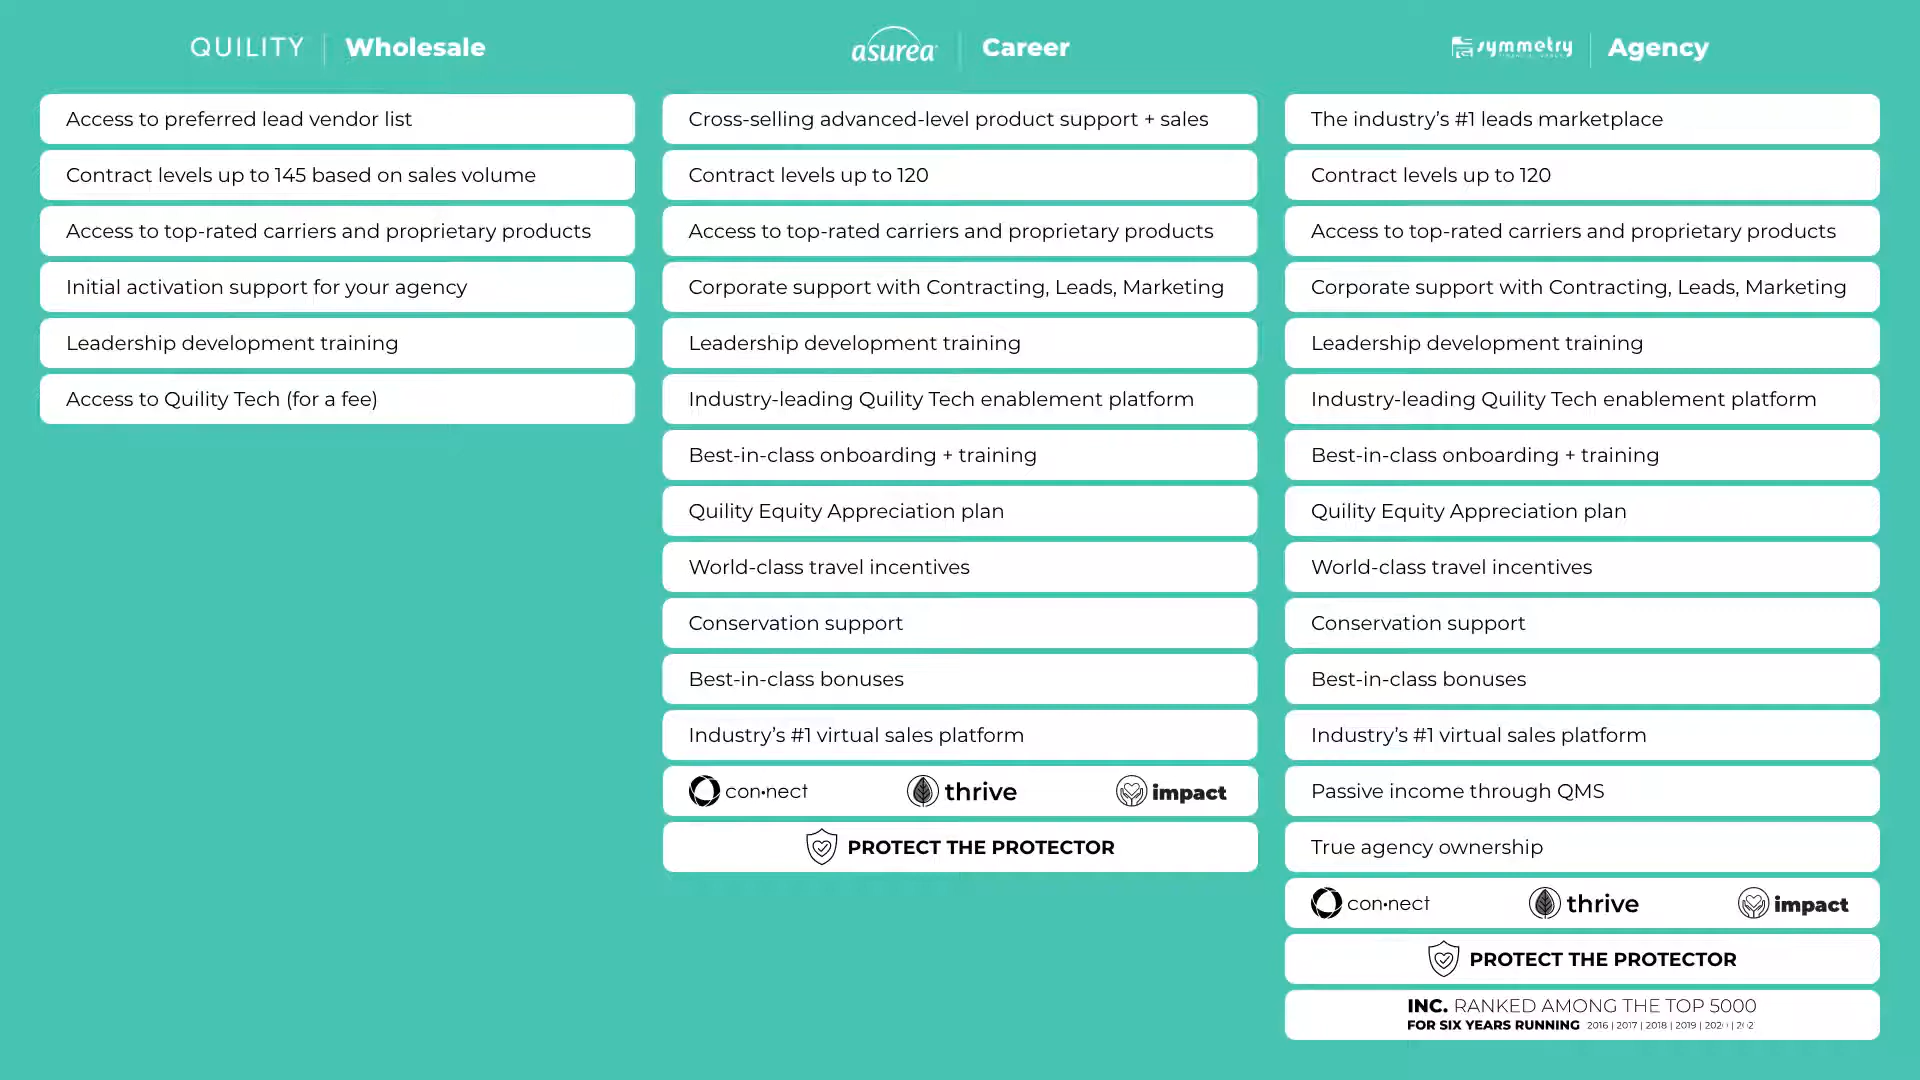 QUILITY Wholesale
Access to preferred lead vendor list
Contract levels up to 145 based on sales volume
Access to top-rated carriers and proprietary products
Initial activation support for your agency
Leadership development training
Access to Quility Tech (for a fee)
asurea Career
Cross-selling advanced-level product support + sales
Contract levels up to 120
Access to top-rated carriers and proprietary products
Corporate support with Contracting, Leads, Marketing
Leadership development training
Industry-leading Quility Tech enablement platform
Best-in-class onboarding + training
Quility Equity Appreciation plan
World-class travel incentives
Conservation support
Best-in-class bonuses
Industry’s #1 virtual sales platform
con•nect thrive impact
PROTECT THE PROTECTOR
symmetry Agency
The industry’s #1 leads marketplace
Contract levels up to 120
Access to top-rated carriers and proprietary products
Corporate support with Contracting, Leads, Marketing
Leadership development training
Industry-leading Quility Tech enablement platform
Best-in-class onboarding + training
Quility Equity Appreciation plan
World-class travel incentives
Conservation support
Best-in-class bonuses
Industry’s #1 virtual sales platform
Passive income through QMS
True agency ownership
con•nect thrive impact
PROTECT THE PROTECTOR
INC. RANKED AMONG THE TOP 5000
FOR SIX YEARS RUNNING 2016 | 2017 | 2018 | 2019 |